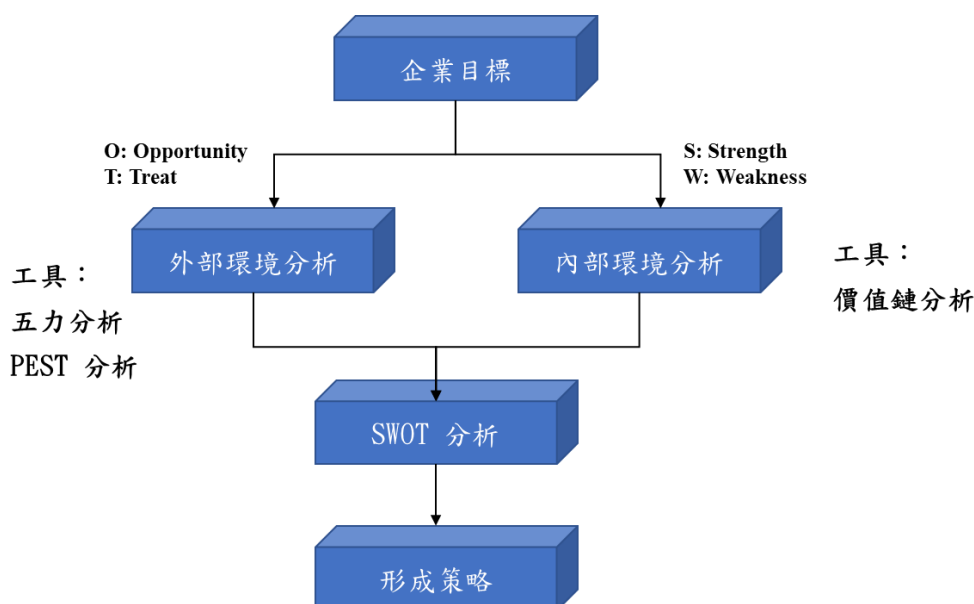 企業目標
O: Opportunity
T: Treat
S: Strength
W: Weakness
外部環境分析
內部環境分析
工具：
五力分析
PEST 分析
工具：
價值鏈分析
SWOT 分析
形成策略